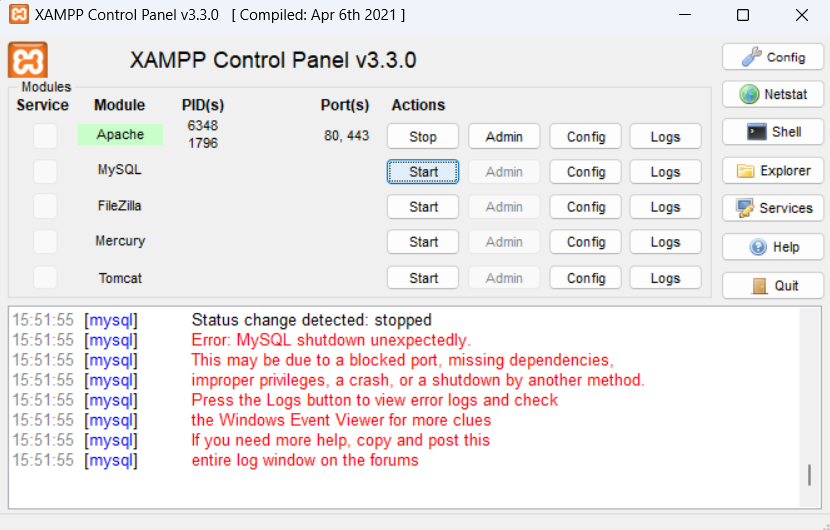 XAMPP Control Panel v3.3.0 [ Compiled: Apr 6th 2021 ]
XAMPP Control Panel v3.3.0
Config
Modules
Service Module PID(s) Port(s) Actions
Netstat
Apache 6348 1796 80, 443 Stop Admin Config Logs
Shell
MySQL Start Admin Config Logs
Explorer
FileZilla Start Admin Config Logs
Services
Mercury Start Admin Config Logs
Help
Tomcat Start Admin Config Logs
Quit
15:51:55 [mysql] Status change detected: stopped
15:51:55 [mysql] Error: MySQL shutdown unexpectedly.
15:51:55 [mysql] This may be due to a blocked port, missing dependencies,
15:51:55 [mysql] improper privileges, a crash, or a shutdown by another method.
15:51:55 [mysql] Press the Logs button to view error logs and check
15:51:55 [mysql] the Windows Event Viewer for more clues
15:51:55 [mysql] If you need more help, copy and post this
15:51:55 [mysql] entire log window on the forums